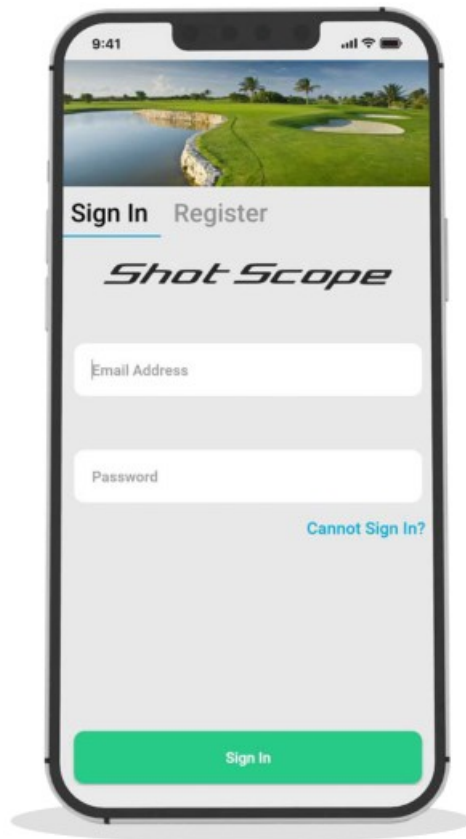 9:41
Sign In Register
Shot Scope
Email Address
Password
Cannot Sign In?
Sign In